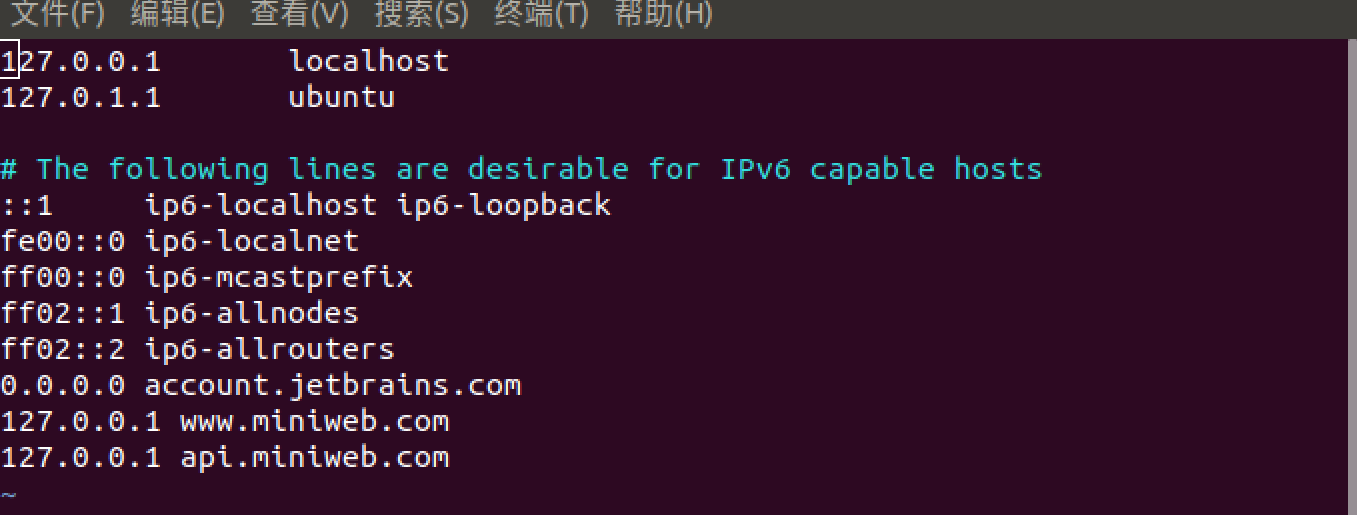 文件(F) 编辑(E) 查看(V) 搜索(S) 终端(T) 帮助(H)
127.0.0.1       localhost
127.0.1.1       ubuntu
# The following lines are desirable for IPv6 capable hosts
::1     ip6-localhost ip6-loopback
fe00::0 ip6-localnet
ff00::0 ip6-mcastprefix
ff02::1 ip6-allnodes
ff02::2 ip6-allrouters
0.0.0.0 account.jetbrains.com
127.0.0.1 www.miniweb.com
127.0.0.1 api.miniweb.com
~